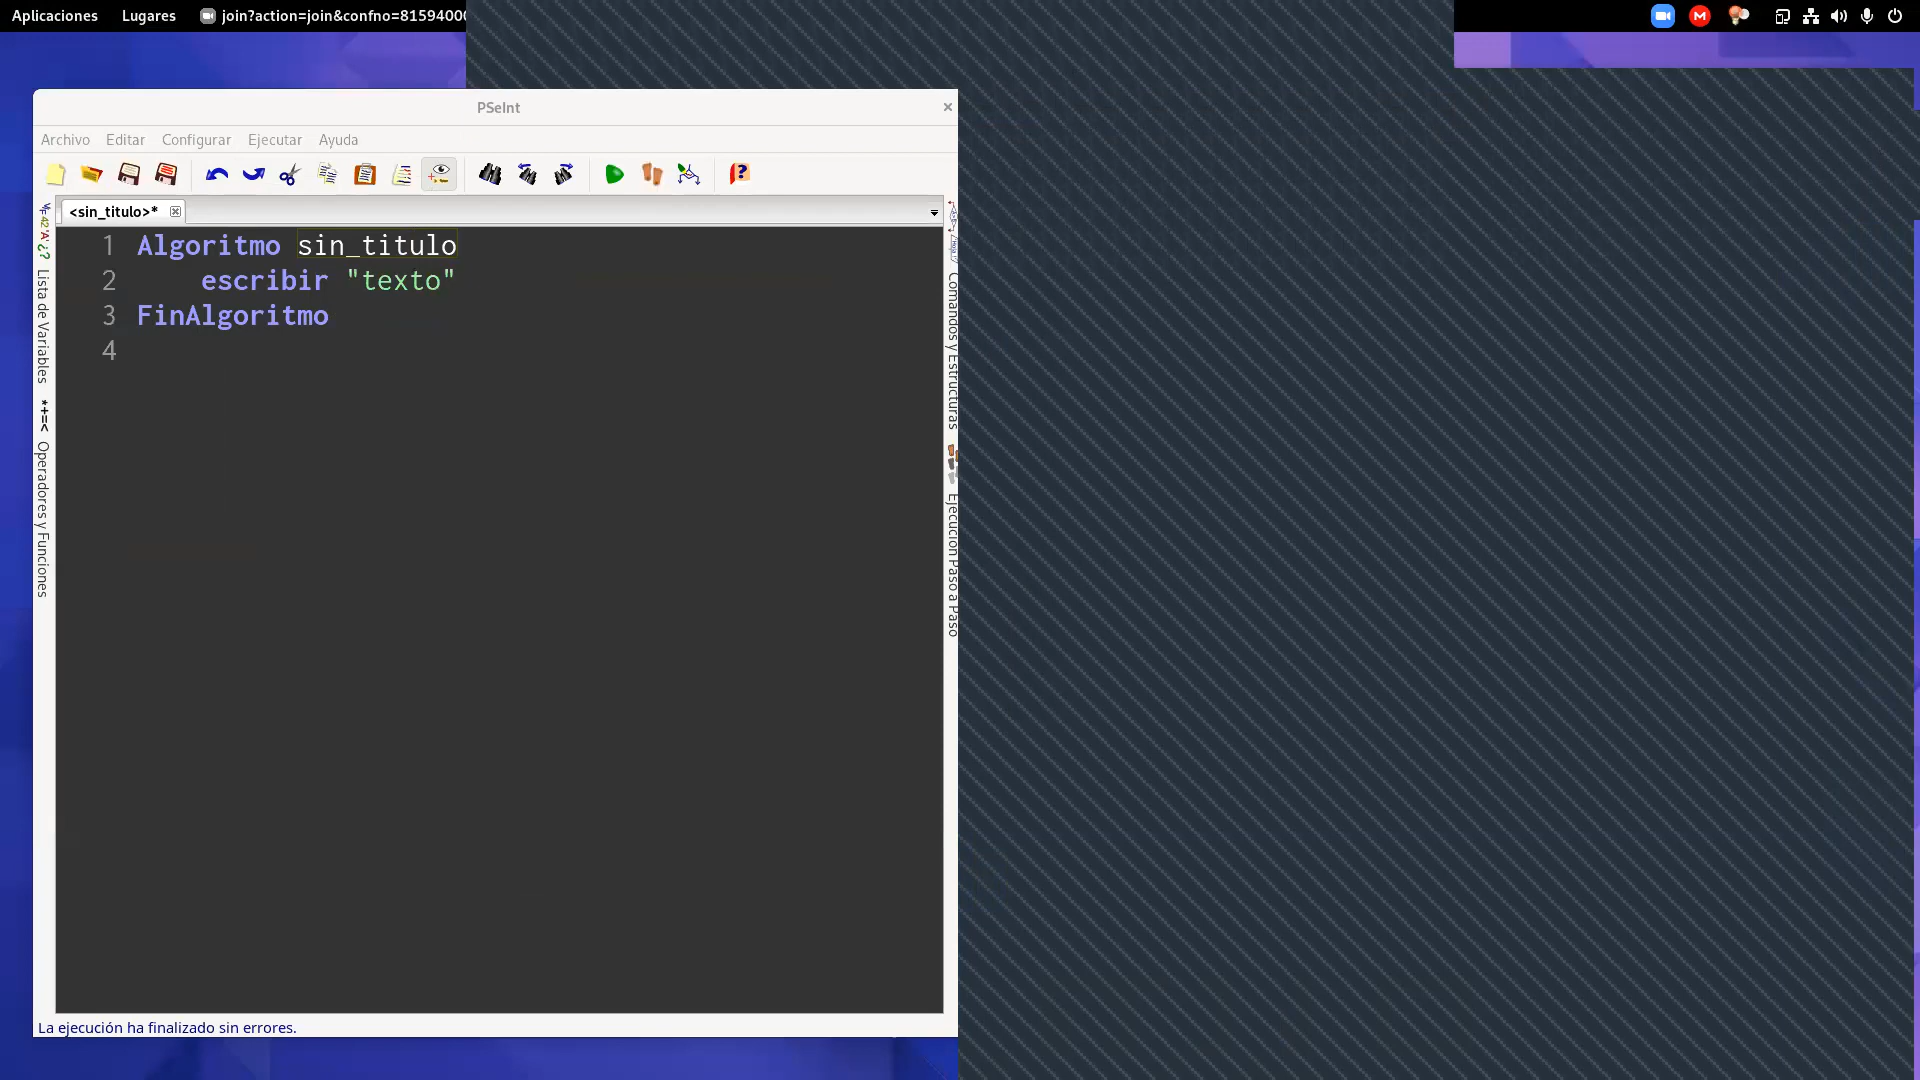 Aplicaciones Lugares join?action=join&confno=81594000
PSeInt
Archivo Editar Configurar Ejecutar Ayuda
<sin_titulo>*
1 Algoritmo sin_titulo
2 escribir "texto"
3 FinAlgoritmo
4
Lista de Variables
*+=< Operadores y Funciones
Comandos y Estructuras
Ejecución Paso a Paso
La ejecución ha finalizado sin errores.